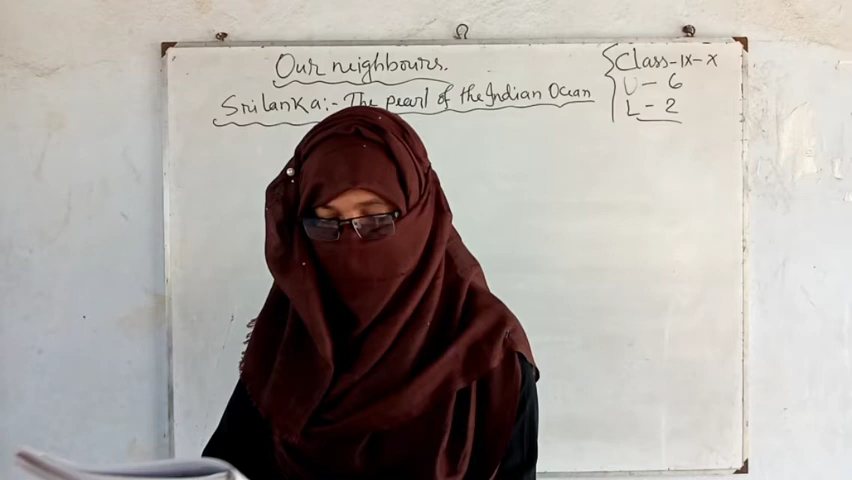 Our neighbours.
Srilanka:- The pearl of the Indian Ocean
Class-IX-X
U - 6
L - 2